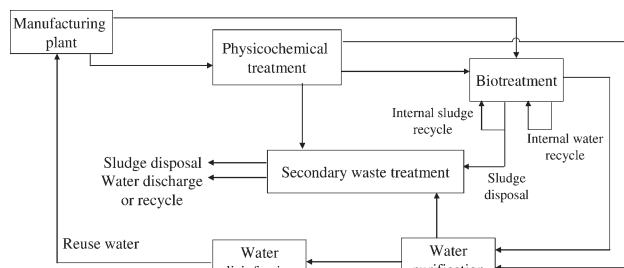 Manufacturing
plant
Physicochemical
treatment
Biotreatment
Internal sludge
recycle
Internal water
recycle
Sludge disposal
Water discharge
or recycle
Secondary waste treatment
Sludge
disposal
Reuse water
Water
Water